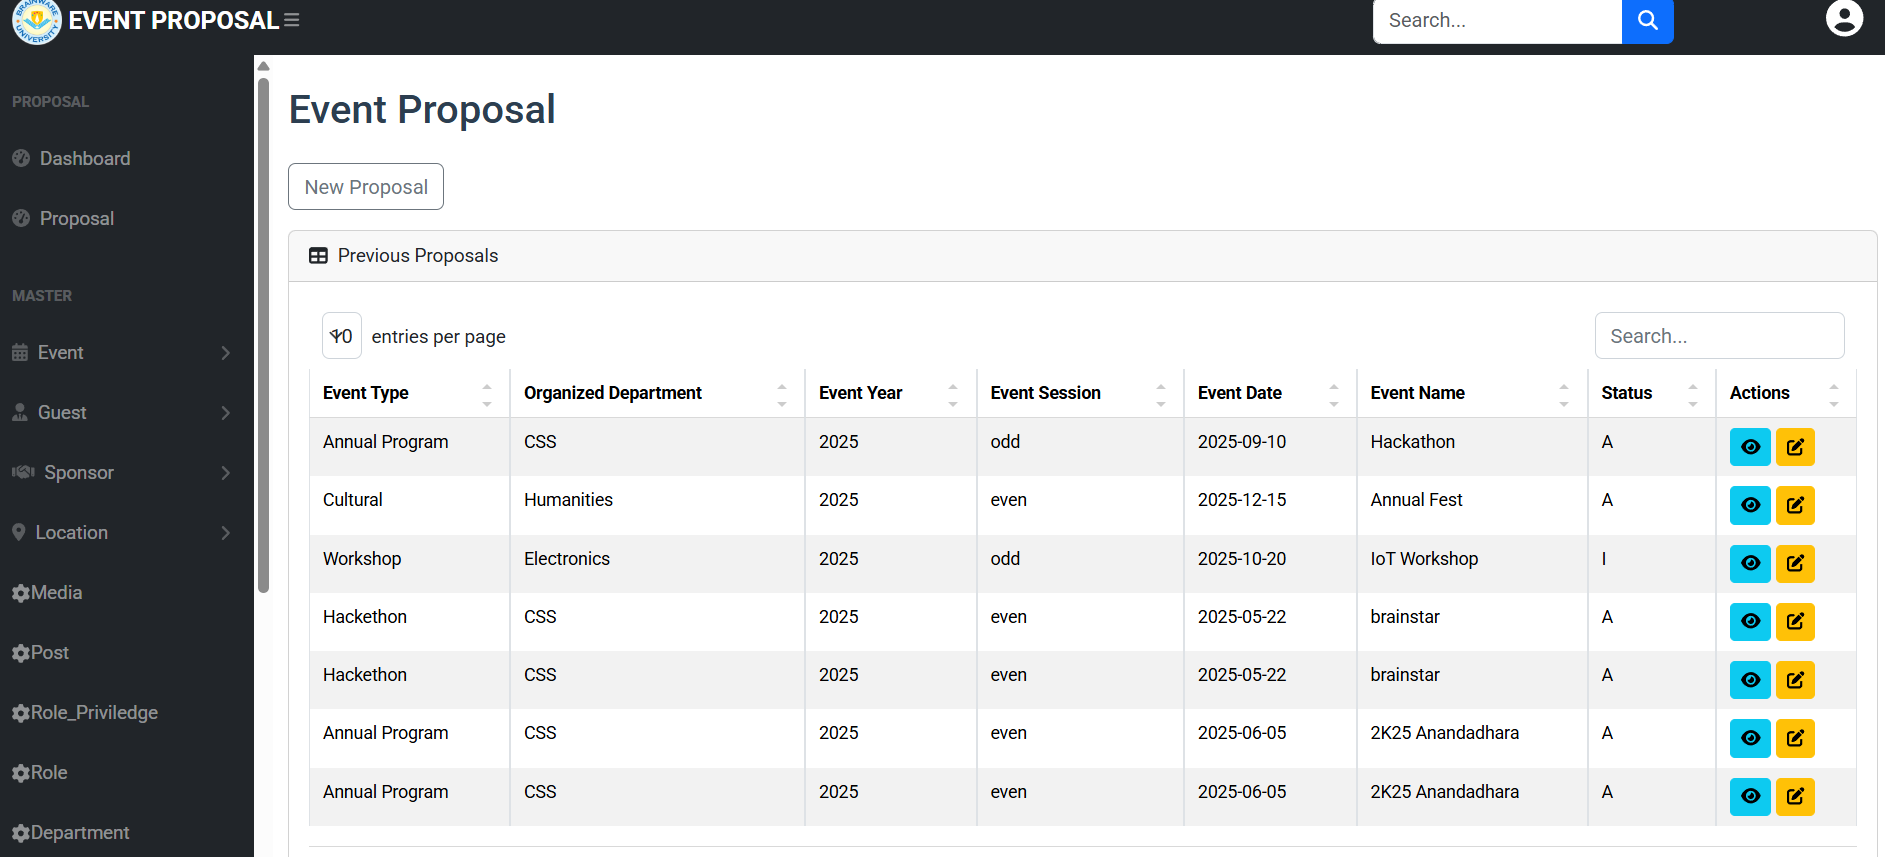 BRAINWARE UNIVERSITY
EVENT PROPOSAL
Search...
PROPOSAL
Dashboard
Proposal
MASTER
Event
Guest
Sponsor
Location
Media
Post
Role_Priviledge
Role
Department
Event Proposal
New Proposal
Previous Proposals
10 entries per page
Search...
Event Type Organized Department Event Year Event Session Event Date Event Name Status Actions
Annual Program CSS 2025 odd 2025-09-10 Hackathon A
Cultural Humanities 2025 even 2025-12-15 Annual Fest A
Workshop Electronics 2025 odd 2025-10-20 IoT Workshop I
Hackethon CSS 2025 even 2025-05-22 brainstar A
Hackethon CSS 2025 even 2025-05-22 brainstar A
Annual Program CSS 2025 even 2025-06-05 2K25 Anandadhara A
Annual Program CSS 2025 even 2025-06-05 2K25 Anandadhara A